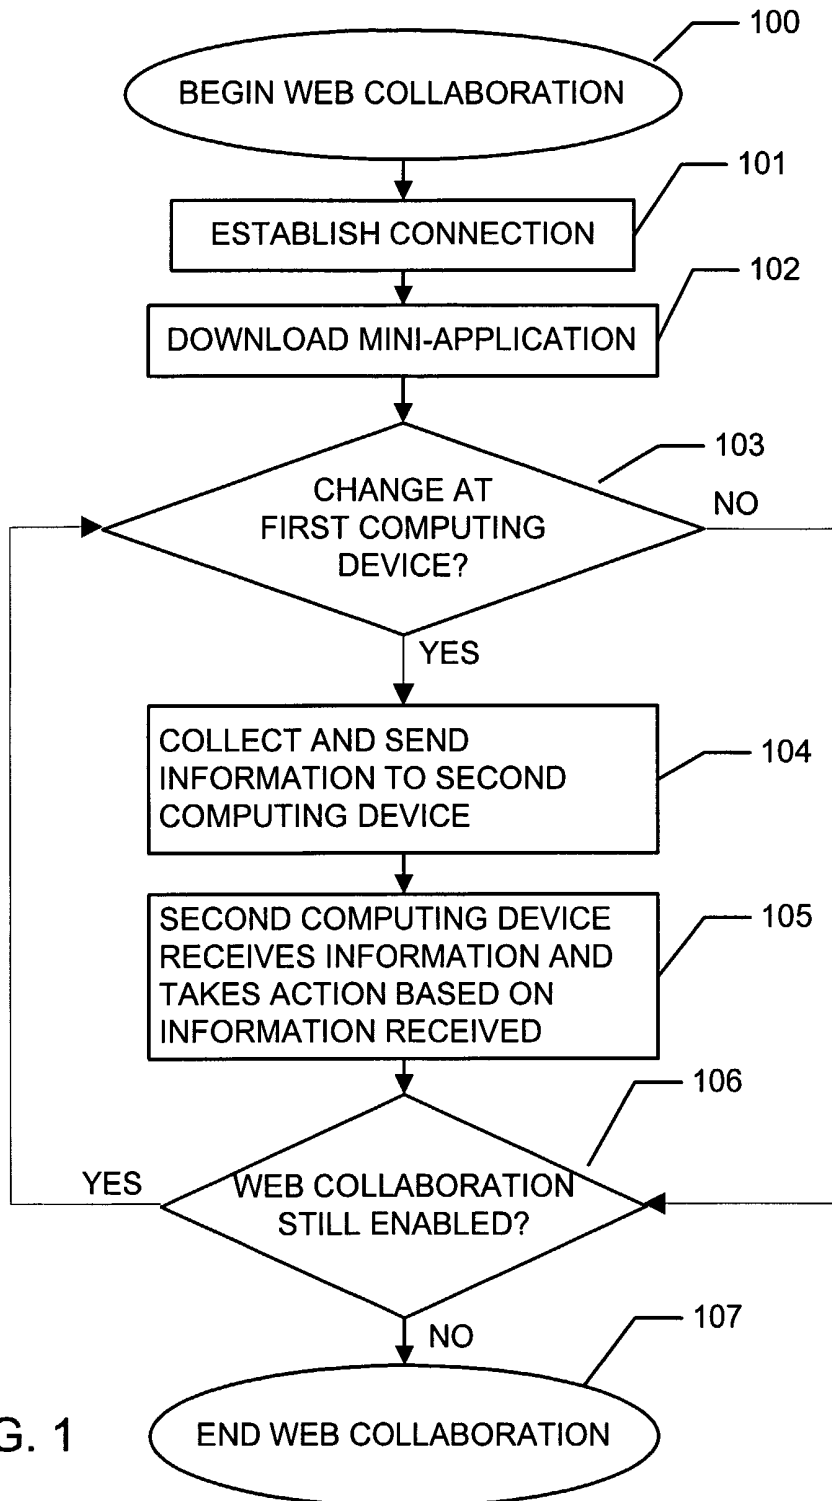 100
BEGIN WEB COLLABORATION
101
ESTABLISH CONNECTION
102
DOWNLOAD MINI-APPLICATION
103
CHANGE AT
FIRST COMPUTING
DEVICE?
NO
YES
COLLECT AND SEND
INFORMATION TO SECOND
COMPUTING DEVICE
104
SECOND COMPUTING DEVICE
RECEIVES INFORMATION AND
TAKES ACTION BASED ON
INFORMATION RECEIVED
105
106
YES
WEB COLLABORATION
STILL ENABLED?
NO
107
END WEB COLLABORATION
G. 1